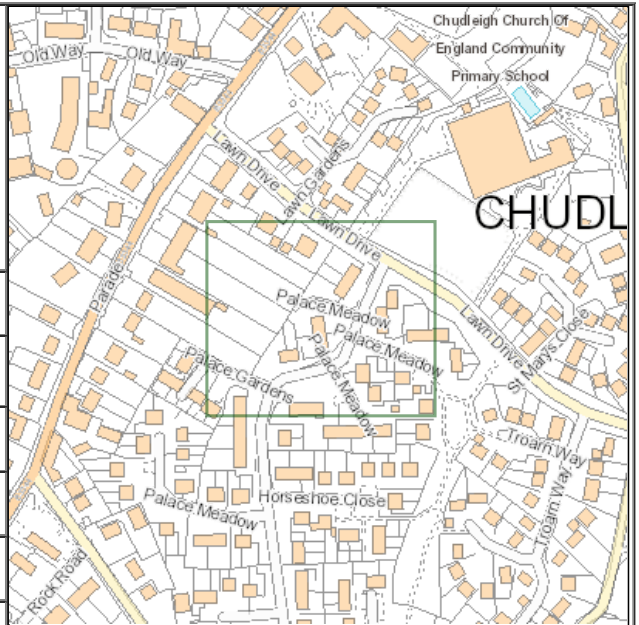 Chudleigh Church Of
England Community
Primary School
Old Way
Old Way
Lawn Drive
Lawn Gardens
Lawn Drive
CHUDL
Parade
Palace Meadow
Palace Meadow
Lawn Drive
St Marys Close
Palace Gardens
Palace Meadow
Troarn Way
Palace Meadow
Horseshoe Close
Troarn Way
Rock Road